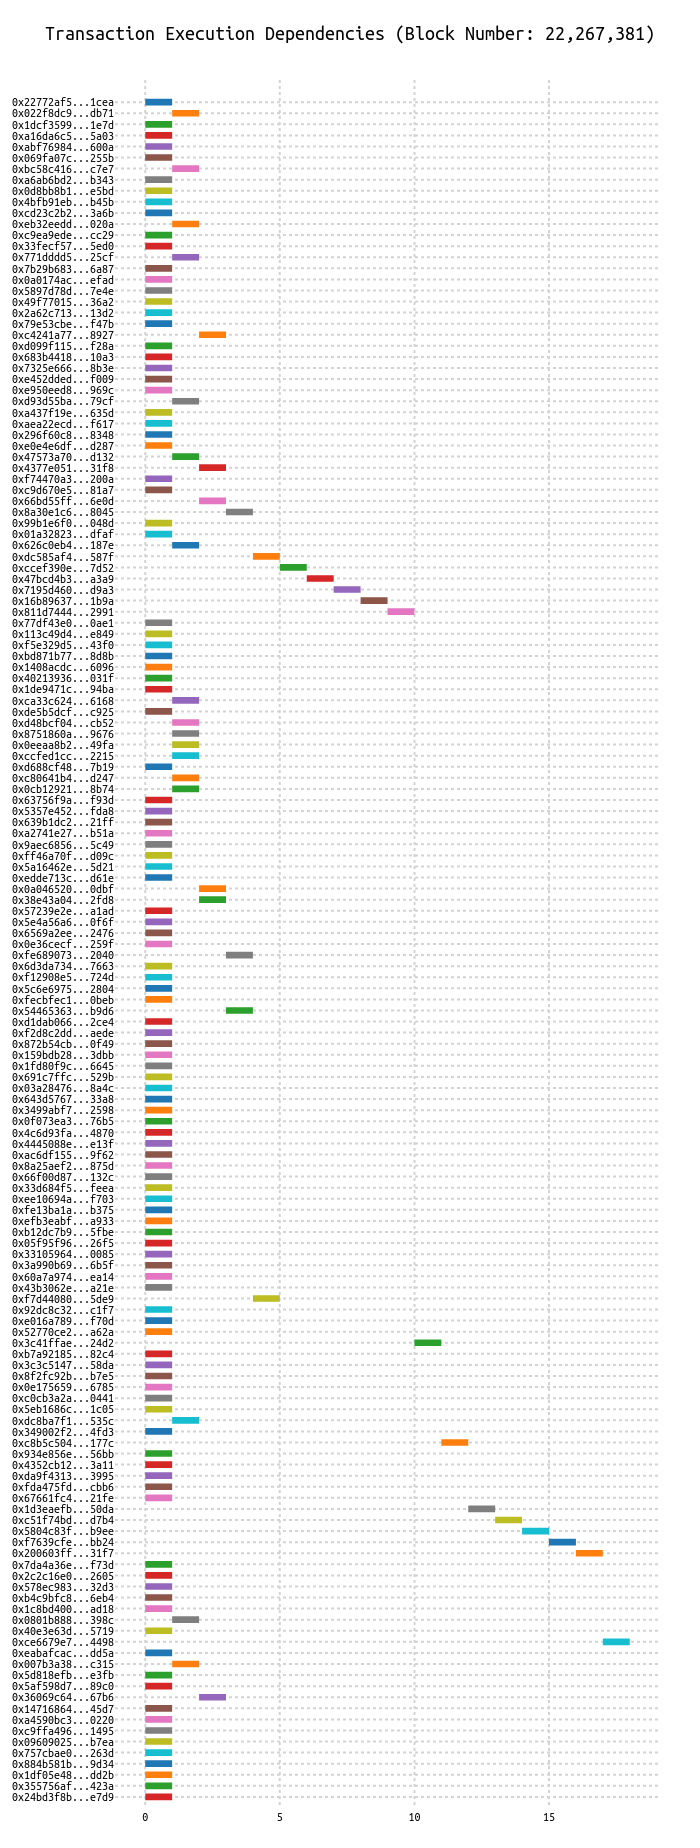 Transaction Execution Dependencies (Block Number: 22,267,381)
0x22772af5...1cea
0x022f8dc9...db71
0x1dcf3599...1e7d
0xa16da6c5...5a03
0xabf76984...600a
0x069fa07c...255b
0xbc58c416...c7e7
0xa6ab6bd2...b343
0x0d8bb8b1...e5bd
0x4bfb91eb...b45b
0xcd23c2b2...3a6b
0xeb32eedd...020a
0xc9ea9ede...cc29
0x33fecf57...5ed0
0x771dddd5...25cf
0x7b29b683...6a87
0x0a0174ac...efad
0x5897d78d...7e4e
0x49f77015...36a2
0x2a62c713...13d2
0x79e53cbe...f47b
0xc4241a77...8927
0xd099f115...f28a
0x683b4418...10a3
0x7325e666...8b3e
0xe452dded...f009
0xe950eed8...969c
0xd93d55ba...79cf
0xa437f19e...635d
0xaea22ecd...f617
0x296f60c8...8348
0xe0e4e6df...d287
0x47573a70...d132
0x4377e051...31f8
0xf74470a3...200a
0xc9d670e5...81a7
0x66bd55ff...6e0d
0x8a30e1c6...8045
0x99b1e6f0...048d
0x01a32823...dfaf
0x626c0eb4...187e
0xdc585af4...587f
0xccef390e...7d52
0x47bcd4b3...a3a9
0x7195d460...d9a3
0x16b89637...1b9a
0x811d7444...2991
0x77df43e0...0ae1
0x113c49d4...e849
0xf5e329d5...43f0
0xbd871b77...8d8b
0x1408acdc...6096
0x40213936...031f
0x1de9471c...94ba
0xca33c624...6168
0xde5b5dcf...c925
0xd48bcf04...cb52
0x8751860a...9676
0x0eeaa8b2...49fa
0xccfed1cc...2215
0xd688cf48...7b19
0xc80641b4...d247
0x0cb12921...8b74
0x63756f9a...f93d
0x5357e452...fda8
0x639b1dc2...21ff
0xa2741e27...b51a
0x9aec6856...5c49
0xff46a70f...d09c
0x5a16462e...5d21
0xedde713c...d61e
0x0a046520...0dbf
0x38e43a04...2fd8
0x57239e2e...a1ad
0x5e4a56a6...0f6f
0x6569a2ee...2476
0x0e36cecf...259f
0xfe689073...2040
0x6d3da734...7663
0xf12908e5...724d
0x5c6e6975...2804
0xfecbfec1...0beb
0x54465363...b9d6
0xd1dab066...2ce4
0xf2d8c2dd...aede
0x872b54cb...0f49
0x159bdb28...3dbb
0x1fd80f9c...6645
0x691c7ffc...529b
0x03a28476...8a4c
0x643d5767...33a8
0x3499abf7...2598
0x0f073ea3...76b5
0x4c6d93fa...4870
0x4445088e...e13f
0xac6df155...9f62
0x8a25aef2...875d
0x66f00d87...132c
0x33d684f5...feea
0xee10694a...f703
0xfe13ba1a...b375
0xefb3eabf...a933
0xb12dc7b9...5fbe
0x05f95f96...26f5
0x33105964...0085
0x3a990b69...6b5f
0x60a7a974...ea14
0x43b3062e...a21e
0xf7d44080...5de9
0x92dc8c32...c1f7
0xe016a789...f70d
0x52770ce2...a62a
0x3c41ffae...24d2
0xb7a92185...82c4
0x3c3c5147...58da
0x8f2fc92b...b7e5
0x0e175659...6785
0xc0cb3a2a...0441
0x5eb1686c...1c05
0xdc8ba7f1...535c
0x349002f2...4fd3
0xc8b5c504...177c
0x934e856e...56bb
0x4352cb12...3a11
0xda9f4313...3995
0xfda475fd...cbb6
0x67661fc4...21fe
0x1d3eaefb...50da
0xc51f74bd...d7b4
0x5804c83f...b9ee
0xf7639cfe...bb24
0x200603ff...31f7
0x7da4a36e...f73d
0x2c2c16e0...2605
0x578ec983...32d3
0xb4c9bfc8...6eb4
0x1c8bd400...ad18
0x0801b888...398c
0x40e3e63d...5719
0xce6679e7...4498
0xeabafcac...dd5a
0x007b3a38...c315
0x5d818efb...e3fb
0x5af598d7...89c0
0x36069c64...67b6
0x14716864...45d7
0xa4590bc3...0220
0xc9ffa496...1495
0x09609025...b7ea
0x757cbae0...263d
0x884b581b...9d34
0x1df05e48...dd2b
0x355756af...423a
0x24bd3f8b...e7d9
0 5 10 15